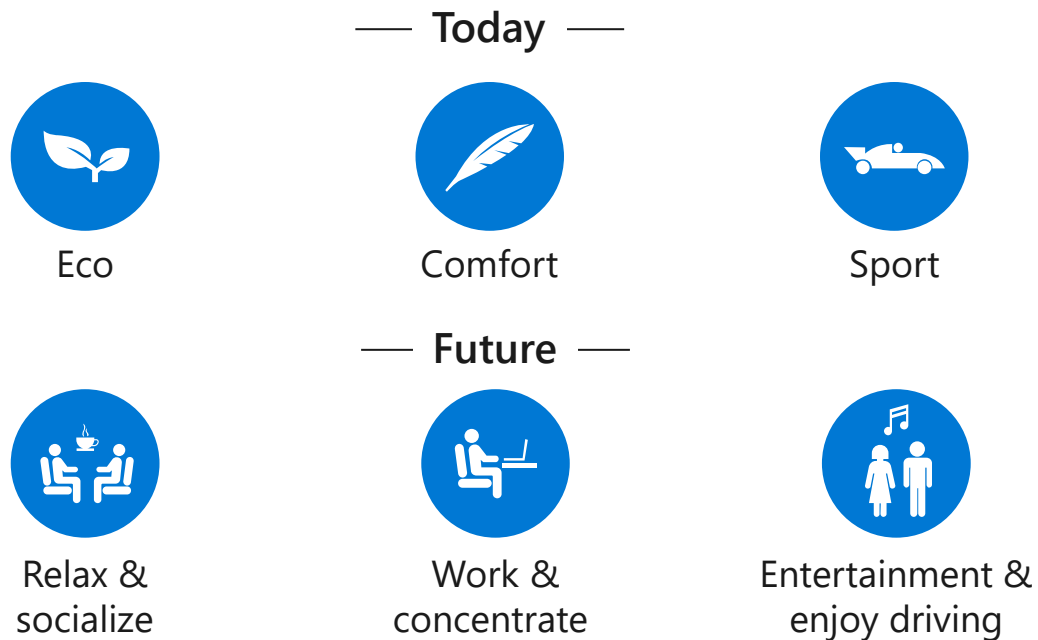 Today
Eco
Comfort
Sport
Future
Relax &
socialize
Work &
concentrate
Entertainment &
enjoy driving